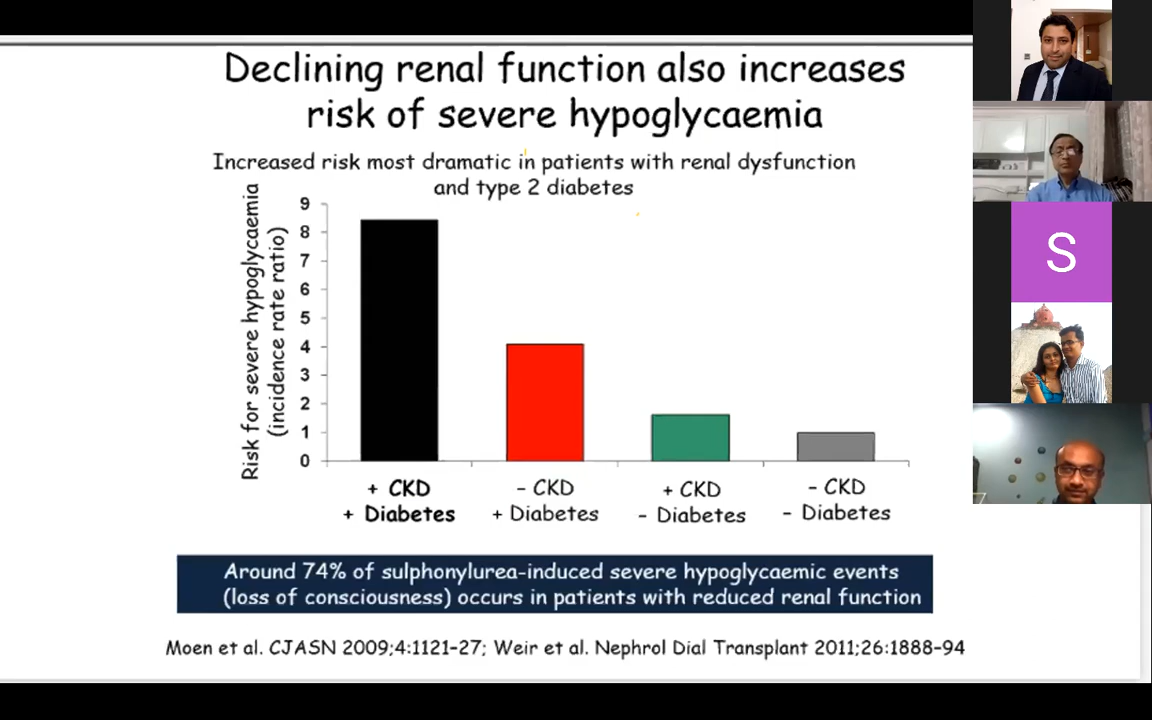 Declining renal function also increases
risk of severe hypoglycaemia
Increased risk most dramatic in patients with renal dysfunction
and type 2 diabetes
Risk for severe hypoglycaemia
(incidence rate ratio)
9
8
7
6
5
4
3
2
1
0
+ CKD
+ Diabetes
– CKD
+ Diabetes
+ CKD
– Diabetes
– CKD
– Diabetes
Around 74% of sulphonylurea-induced severe hypoglycaemic events
(loss of consciousness) occurs in patients with reduced renal function
Moen et al. CJASN 2009;4:1121–27; Weir et al. Nephrol Dial Transplant 2011;26:1888–94
S